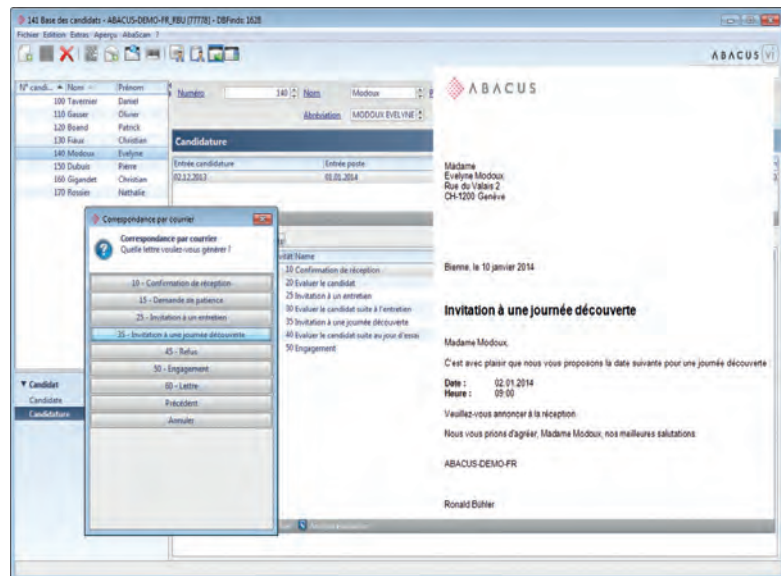 141 Base des candidats - ABACUS-DEMO-FR_RBU [77778] - DBFinds: 1628
Fichier Edition Extras Aperçu AbaScan ?
ABACUS vi
N° candi... Nom Prénom
100 Tavernier Daniel
110 Gasser Olivier
120 Boand Patrick
130 Fiaux Christian
140 Modoux Evelyne
150 Dubuis Pierre
160 Gigandet Christian
170 Rossier Nathalie
Numéro 140 Nom Modoux
Abréviation MODOUX EVELYNE
Candidature
Entrée candidature Entrée poste
02.12.2013 01.01.2014
Name
10 Confirmation de réception
20 Evaluer le candidat
25 Invitation à un entretien
30 Evaluer le candidat suite à l'entretien
35 Invitation à une journée découverte
40 Evaluer le candidat suite au jour d'essai
50 Engagement
Candidat
Candidats
Candidature
Correspondance par courrier
Correspondance par courrier
Quelle lettre voulez-vous générer ?
10 - Confirmation de réception
15 - Demande de patience
25 - Invitation à un entretien
35 - Invitation à une journée découverte
45 - Refus
50 - Engagement
60 - Lettre
Précédent
Annuler
ABACUS
Madame
Evelyne Modoux
Rue du Valais 2
CH-1200 Genève
Bienne, le 10 janvier 2014
Invitation à une journée découverte
Madame Modoux,
C'est avec plaisir que nous vous proposons la date suivante pour une journée découverte :
Date : 02.01.2014
Heure : 09:00
Veuillez-vous annoncer à la réception.
Nous vous prions d'agréer, Madame Modoux, nos meilleures salutations.
ABACUS-DEMO-FR
Ronald Bühler